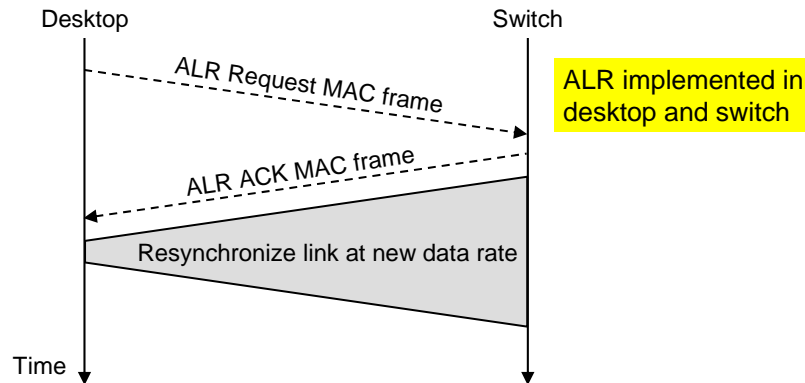 Desktop
Switch
ALR Request MAC frame
ALR implemented in
desktop and switch
ALR ACK MAC frame
Resynchronize link at new data rate
Time